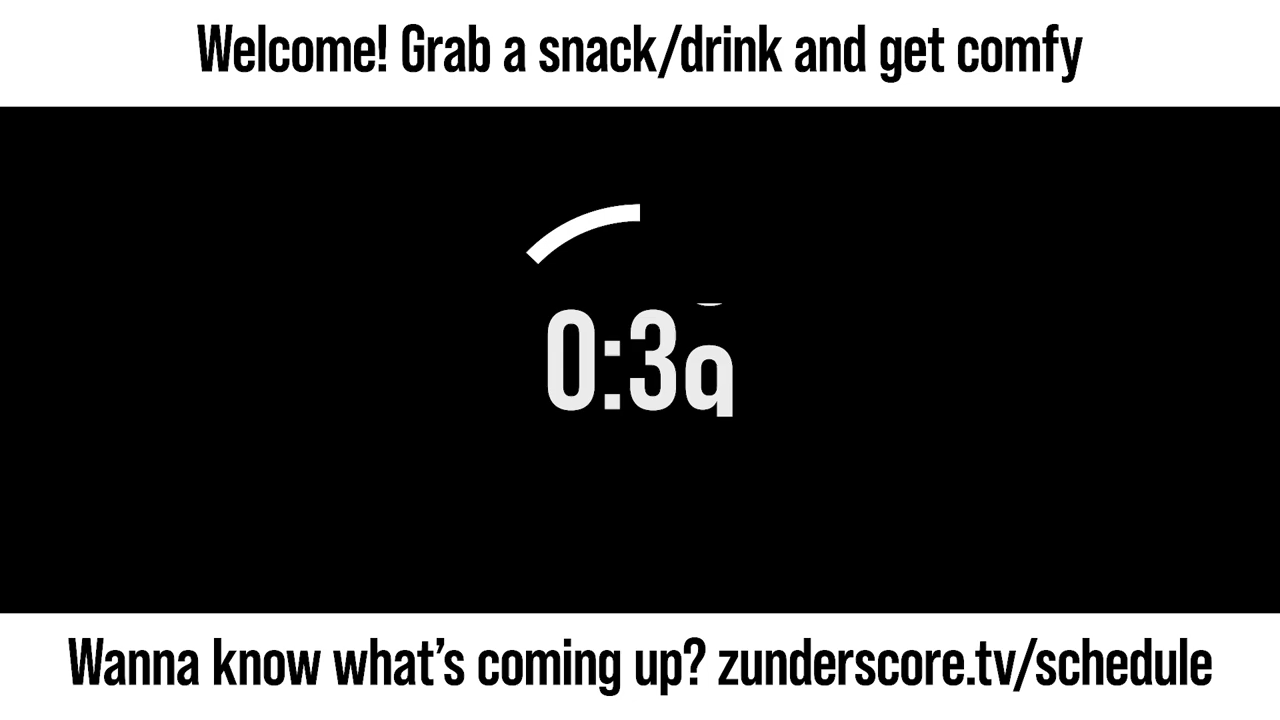 Welcome! Grab a snack/drink and get comfy
0:3
Wanna know what's coming up? zunderscore.tv/schedule